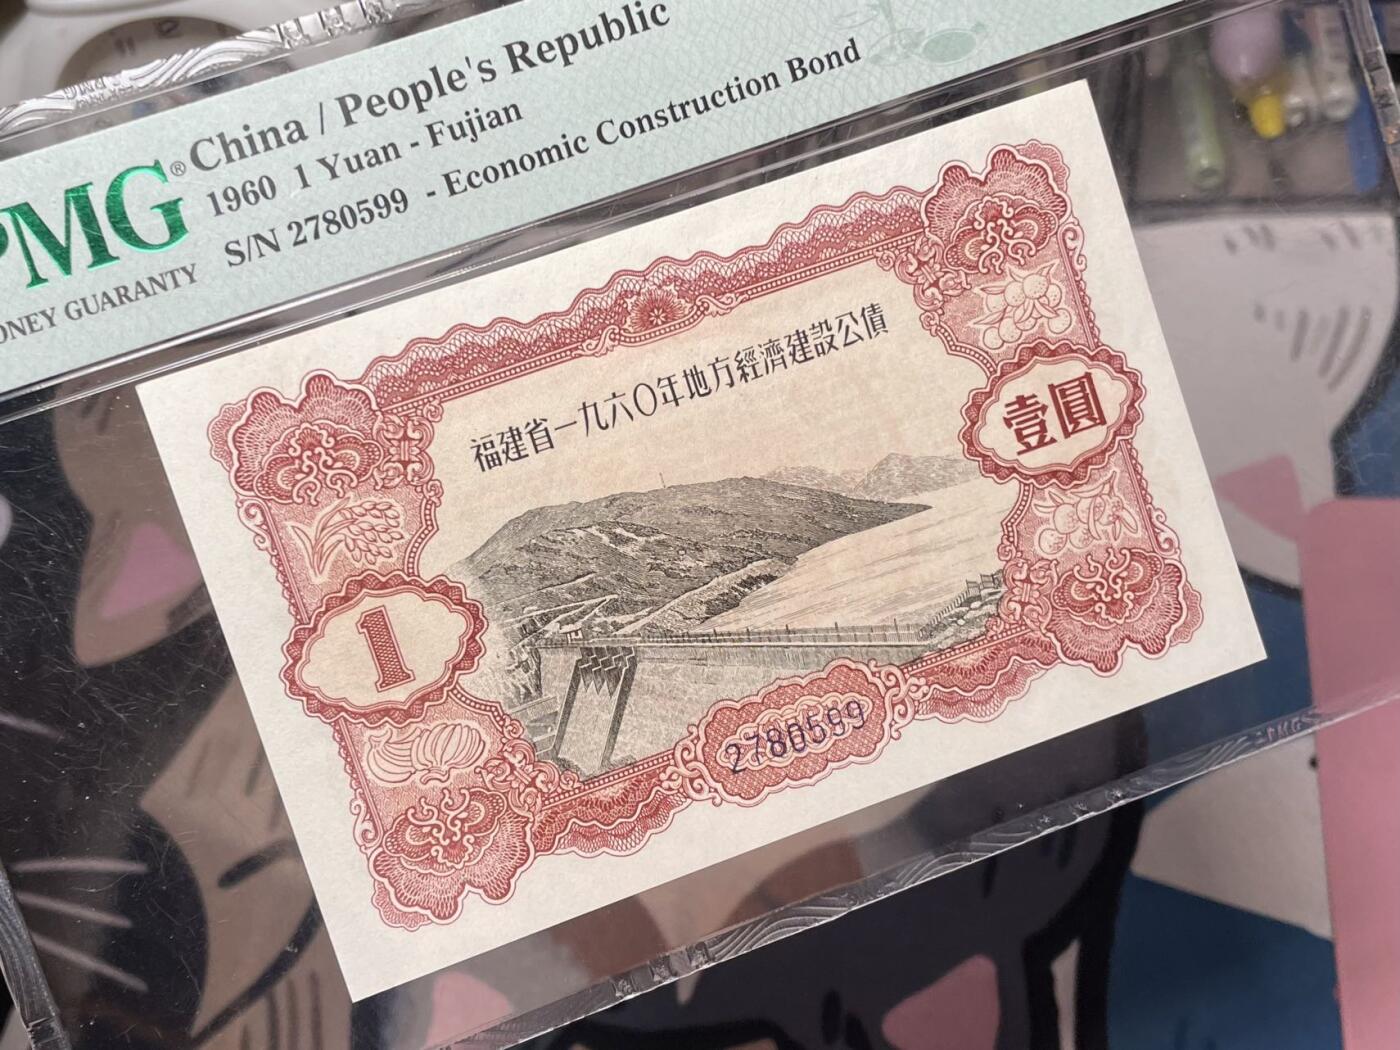 China / People's Republic
1960 1 Yuan - Fujian
S/N 2780599 - Economic Construction Bond
PMG®
MONEY GUARANTY
福建省一九六〇年地方經濟建設公債
壹圓
1
2780599
PMG